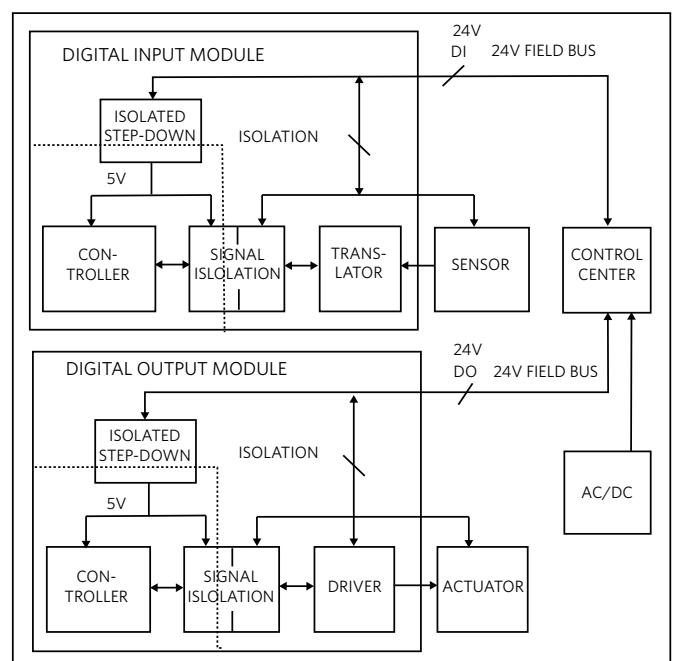 24V
DI 24V FIELD BUS
DIGITAL INPUT MODULE
ISOLATED
STEP-DOWN
ISOLATION
5V
CON-
TROLLER
SIGNAL
ISLOLATION
TRANS-
LATOR
SENSOR
CONTROL
CENTER
24V
DO 24V FIELD BUS
DIGITAL OUTPUT MODULE
ISOLATED
STEP-DOWN
ISOLATION
5V
AC/DC
CON-
TROLLER
SIGNAL
ISLOLATION
DRIVER
ACTUATOR